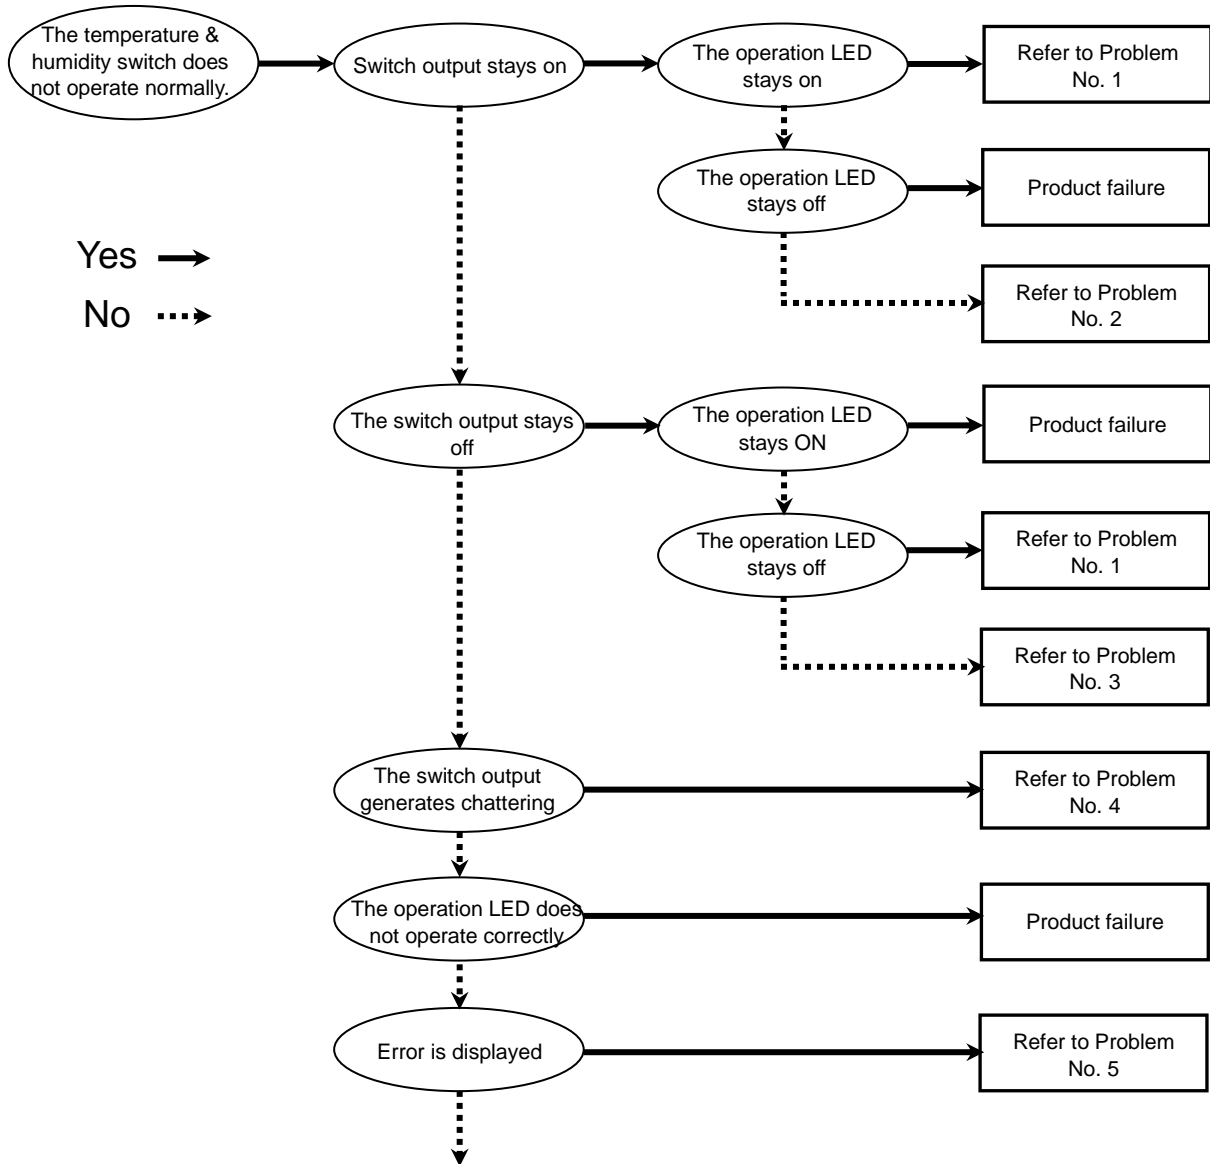 The temperature &
humidity switch does
not operate normally.
Switch output stays on
The operation LED
stays on
Refer to Problem
No. 1
The operation LED
stays off
Product failure
Yes
No
Refer to Problem
No. 2
The switch output stays
off
The operation LED
stays ON
Product failure
The operation LED
stays off
Refer to Problem
No. 1
Refer to Problem
No. 3
The switch output
generates chattering
Refer to Problem
No. 4
The operation LED does
not operate correctly
Product failure
Error is displayed
Refer to Problem
No. 5